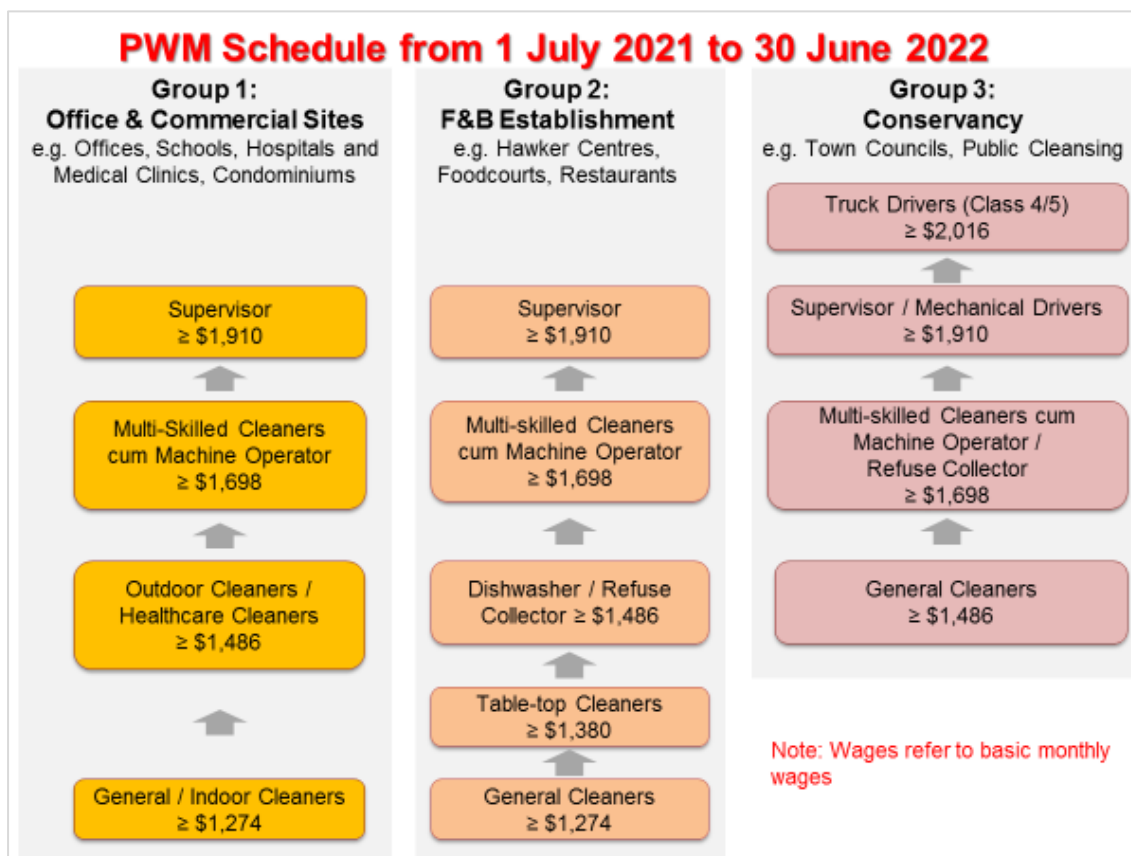 PWM Schedule from 1 July 2021 to 30 June 2022
Group 1:
Office & Commercial Sites
e.g. Offices, Schools, Hospitals and
Medical Clinics, Condominiums
Supervisor
≥ $1,910
Multi-Skilled Cleaners
cum Machine Operator
≥ $1,698
Outdoor Cleaners /
Healthcare Cleaners
≥ $1,486
General / Indoor Cleaners
≥ $1,274
Group 2:
F&B Establishment
e.g. Hawker Centres,
Foodcourts, Restaurants
Supervisor
≥ $1,910
Multi-skilled Cleaners
cum Machine Operator
≥ $1,698
Dishwasher / Refuse
Collector ≥ $1,486
Table-top Cleaners
≥ $1,380
General Cleaners
≥ $1,274
Group 3:
Conservancy
e.g. Town Councils, Public Cleansing
Truck Drivers (Class 4/5)
≥ $2,016
Supervisor / Mechanical Drivers
≥ $1,910
Multi-skilled Cleaners cum
Machine Operator /
Refuse Collector
≥ $1,698
General Cleaners
≥ $1,486
Note: Wages refer to basic monthly
wages